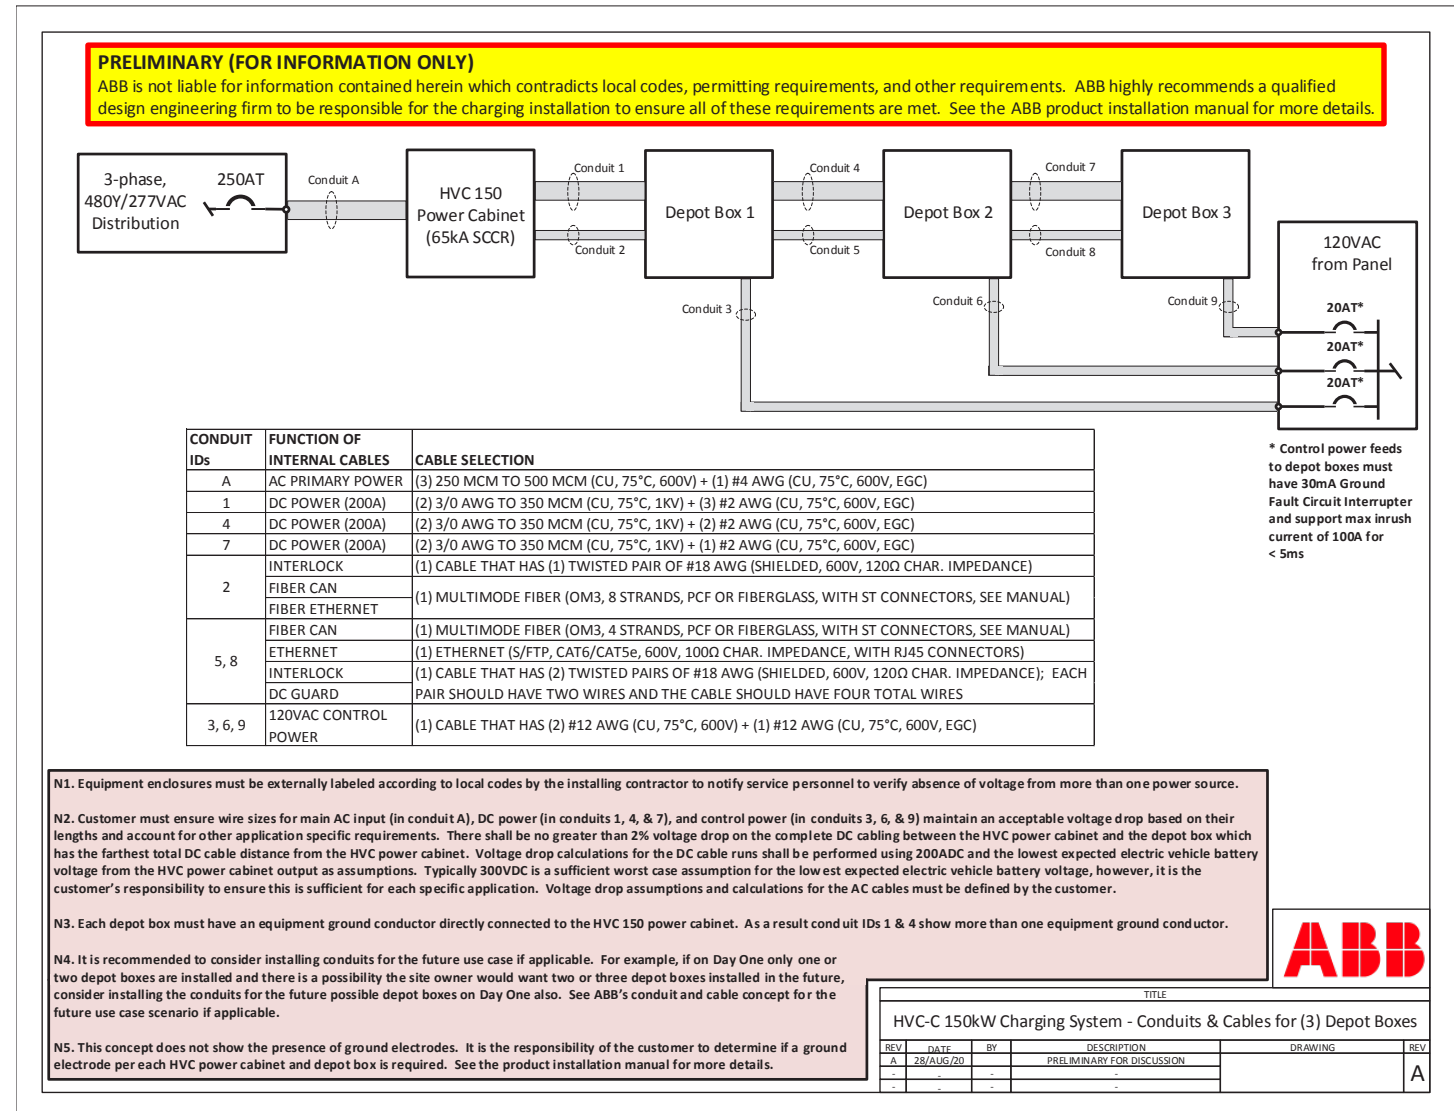 PRELIMINARY (FOR INFORMATION ONLY)
ABB is not liable for information contained herein which contradicts local codes, permitting requirements, and other requirements. ABB highly recommends a qualified
design engineering firm to be responsible for the charging installation to ensure all of these requirements are met. See the ABB product installation manual for more details.
3-phase,
480Y/277VAC
Distribution
250AT
Conduit A
HVC 150
Power Cabinet
(65kA SCCR)
Conduit 1
Conduit 2
Depot Box 1
Conduit 4
Conduit 5
Depot Box 2
Conduit 7
Conduit 8
Depot Box 3
Conduit 3
Conduit 6
Conduit 9
120VAC
from Panel
20AT*
20AT*
20AT*
* Control power feeds
to depot boxes must
have 30mA Ground
Fault Circuit Interrupter
and support max inrush
current of 100A for
< 5ms
CONDUIT IDs FUNCTION OF INTERNAL CABLES CABLE SELECTION
A AC PRIMARY POWER (3) 250 MCM TO 500 MCM (CU, 75°C, 600V) + (1) #4 AWG (CU, 75°C, 600V, EGC)
1 DC POWER (200A) (2) 3/0 AWG TO 350 MCM (CU, 75°C, 1KV) + (3) #2 AWG (CU, 75°C, 600V, EGC)
4 DC POWER (200A) (2) 3/0 AWG TO 350 MCM (CU, 75°C, 1KV) + (2) #2 AWG (CU, 75°C, 600V, EGC)
7 DC POWER (200A) (2) 3/0 AWG TO 350 MCM (CU, 75°C, 1KV) + (1) #2 AWG (CU, 75°C, 600V, EGC)
2
INTERLOCK (1) CABLE THAT HAS (1) TWISTED PAIR OF #18 AWG (SHIELDED, 600V, 120Ω CHAR. IMPEDANCE)
FIBER CAN
FIBER ETHERNET
(1) MULTIMODE FIBER (OM3, 8 STRANDS, PCF OR FIBERGLASS, WITH ST CONNECTORS, SEE MANUAL)
5, 8
FIBER CAN (1) MULTIMODE FIBER (OM3, 4 STRANDS, PCF OR FIBERGLASS, WITH ST CONNECTORS, SEE MANUAL)
ETHERNET (1) ETHERNET (S/FTP, CAT6/CAT5e, 600V, 100Ω CHAR. IMPEDANCE, WITH RJ45 CONNECTORS)
INTERLOCK (1) CABLE THAT HAS (2) TWISTED PAIRS OF #18 AWG (SHIELDED, 600V, 120Ω CHAR. IMPEDANCE); EACH
DC GUARD PAIR SHOULD HAVE TWO WIRES AND THE CABLE SHOULD HAVE FOUR TOTAL WIRES
3, 6, 9 120VAC CONTROL POWER (1) CABLE THAT HAS (2) #12 AWG (CU, 75°C, 600V) + (1) #12 AWG (CU, 75°C, 600V, EGC)
N1. Equipment enclosures must be externally labeled according to local codes by the installing contractor to notify service personnel to verify absence of voltage from more than one power source.
N2. Customer must ensure wire sizes for main AC input (in conduit A), DC power (in conduits 1, 4, & 7), and control power (in conduits 3, 6, & 9) maintain an acceptable voltage drop based on their
lengths and account for other application specific requirements. There shall be no greater than 2% voltage drop on the complete DC cabling between the HVC power cabinet and the depot box which
has the farthest total DC cable distance from the HVC power cabinet. Voltage drop calculations for the DC cable runs shall be performed using 200ADC and the lowest expected electric vehicle battery
voltage from the HVC power cabinet output as assumptions. Typically 300VDC is a sufficient worst case assumption for the lowest expected electric vehicle battery voltage, however, it is the
customer's responsibility to ensure this is sufficient for each specific application. Voltage drop assumptions and calculations for the AC cables must be defined by the customer.
N3. Each depot box must have an equipment ground conductor directly connected to the HVC 150 power cabinet. As a result conduit IDs 1 & 4 show more than one equipment ground conductor.
N4. It is recommended to consider installing conduits for the future use case if applicable. For example, if on Day One only one or
two depot boxes are installed and there is a possibility the site owner would want two or three depot boxes installed in the future,
consider installing the conduits for the future possible depot boxes on Day One also. See ABB's conduit and cable concept for the
future use case scenario if applicable.
N5. This concept does not show the presence of ground electrodes. It is the responsibility of the customer to determine if a ground
electrode per each HVC power cabinet and depot box is required. See the product installation manual for more details.
ABB
TITLE
HVC-C 150kW Charging System - Conduits & Cables for (3) Depot Boxes
REV DATE BY DESCRIPTION DRAWING REV
A 28/AUG/20 PRELIMINARY FOR DISCUSSION A
- - - -
- - - -